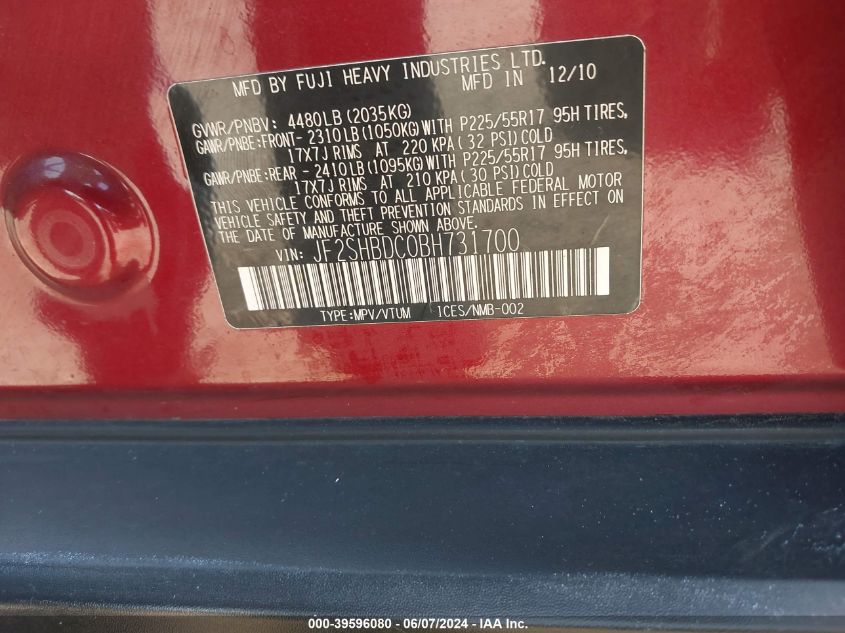 MFD BY FUJI HEAVY INDUSTRIES LTD.
MFD IN 12/10
GVWR/PNBV: 4480LB(2035KG)
GAWR/PNBE:FRONT-2310LB(1050KG)WITH P225/55R17 95H TIRES,
17X7J RIMS AT 220 KPA(32 PSI)COLD
GAWR/PNBE:REAR -2410LB(1095KG)WITH P225/55R17 95H TIRES,
17X7J RIMS AT 210 KPA(30 PSI)COLD
THIS VEHICLE CONFORMS TO ALL APPLICABLE FEDERAL MOTOR
VEHICLE SAFETY AND THEFT PREVENTION STANDARDS IN EFFECT ON
THE DATE OF MANUFACTURE SHOWN ABOVE.
VIN: JF2SHBDC0BH731700
TYPE:MPV/VTUM ICES/NMB-002
000-39596080 - 06/07/2024 - IAA Inc.